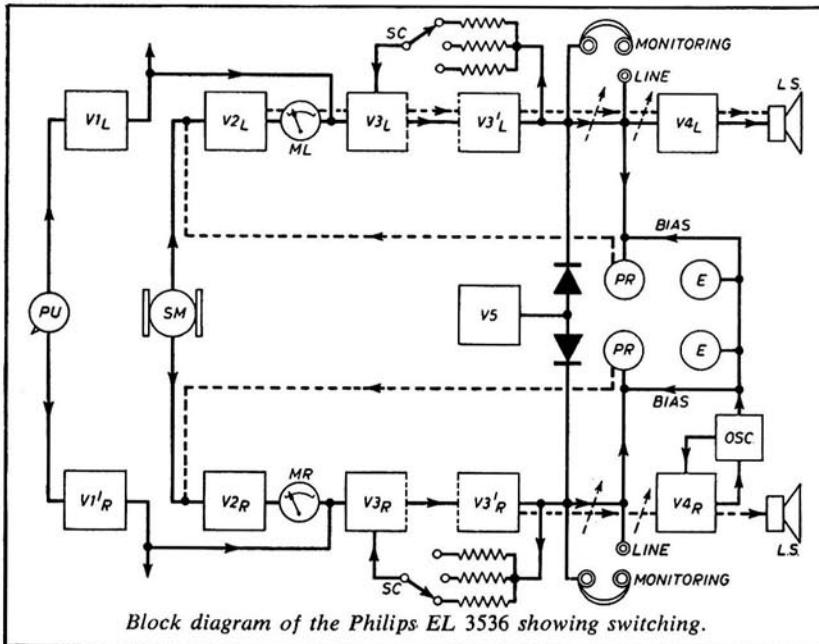 SC
MONITORING
LINE
L.S.
V1L
V2L
ML
V3L
V3'L
V4L
BIAS
PU
SM
V5
PR
E
PR
E
BIAS
OSC
V1'R
V2R
MR
V3R
V3'R
V4R
LINE
L.S.
SC
MONITORING
Block diagram of the Philips EL 3536 showing switching.